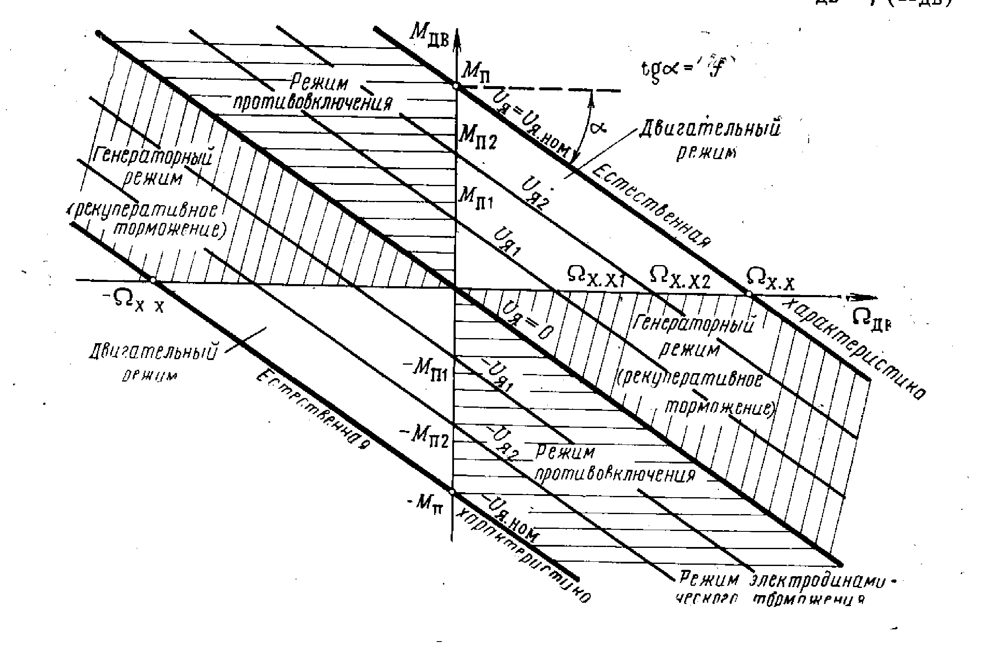 M_ДВ
M_П
tgα = f
Режим
противовключения
U_Я = U_Я.НОМ
α
Двигательный
режим
M_П2
Генераторный
режим
(рекуперативное
торможение)
Естественная
характеристика
U_Я2
M_П1
U_Я1
Ω_Х.Х1
Ω_Х.Х2
Ω_Х.Х
Ω_ДВ
-Ω_Х Х
U_Я = 0
Генераторный
режим
(рекуперативное
торможение)
Двигательный
режим
Естественная
характеристика
-M_П1
-U_Я1
-M_П2
-U_Я2
Режим
противовключения
-M_П
-U_Я.НОМ
Режим электродинами-
ческого торможения